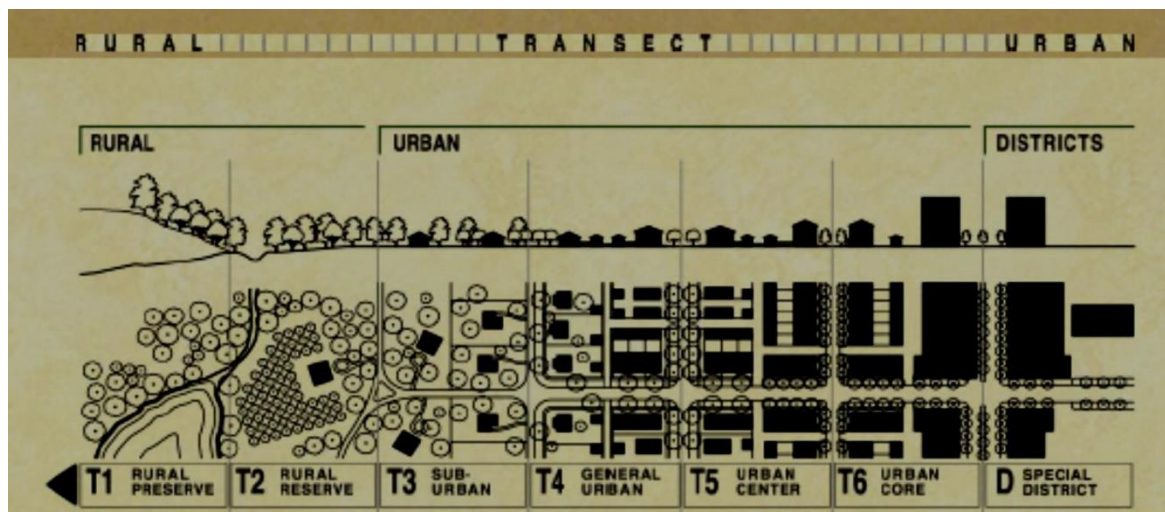 RURAL TRANSECT URBAN
RURAL
URBAN
DISTRICTS
T1 RURAL
PRESERVE
T2 RURAL
RESERVE
T3 SUB-
URBAN
T4 GENERAL
URBAN
T5 URBAN
CENTER
T6 URBAN
CORE
D SPECIAL
DISTRICT